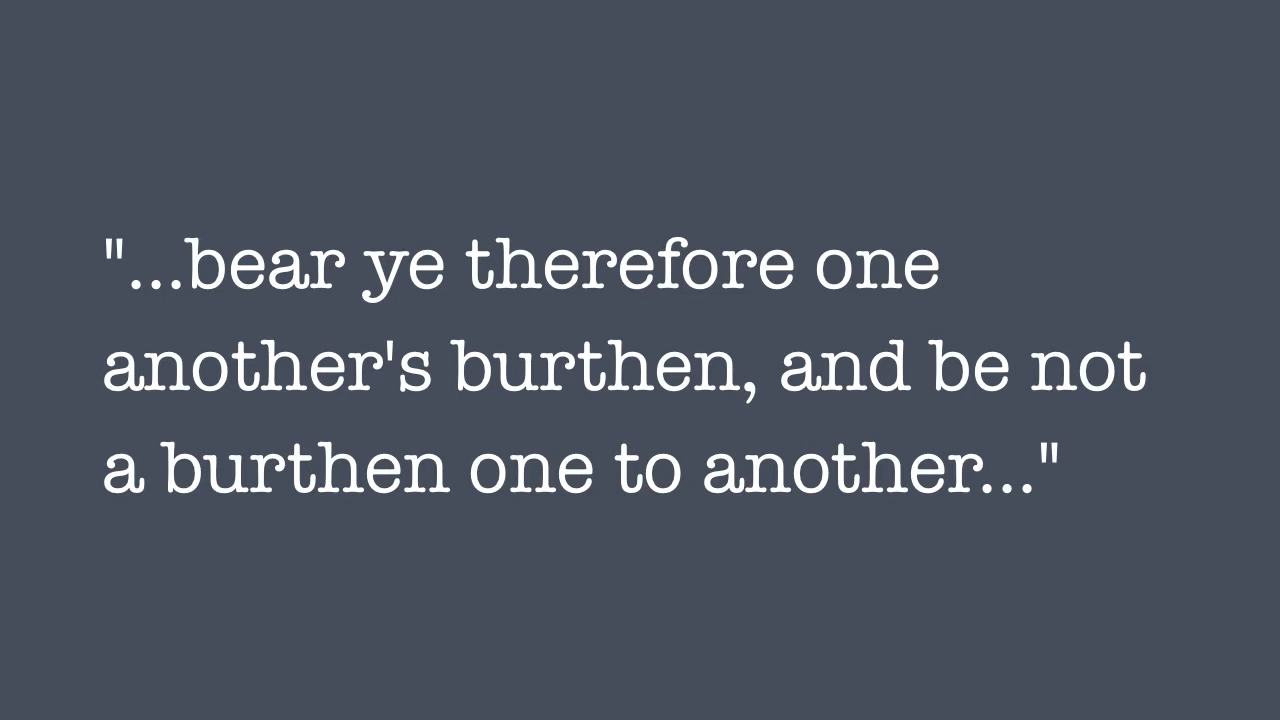 "...bear ye therefore one
another's burthen, and be not
a burthen one to another..."